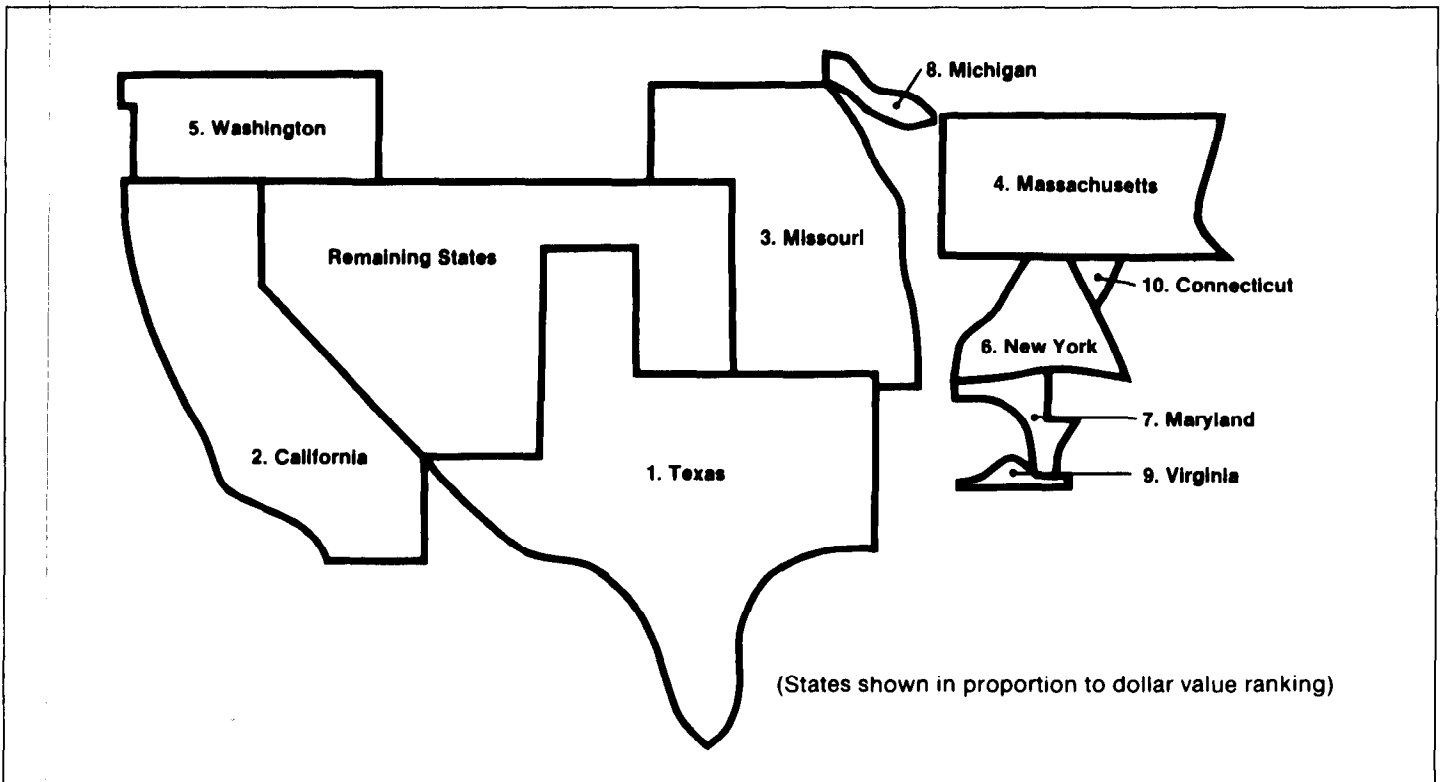 8. Michigan
5. Washington
4. Massachusetts
3. Missouri
Remaining States
10. Connecticut
6. New York
7. Maryland
2. California
1. Texas
9. Virginia
(States shown in proportion to dollar value ranking)